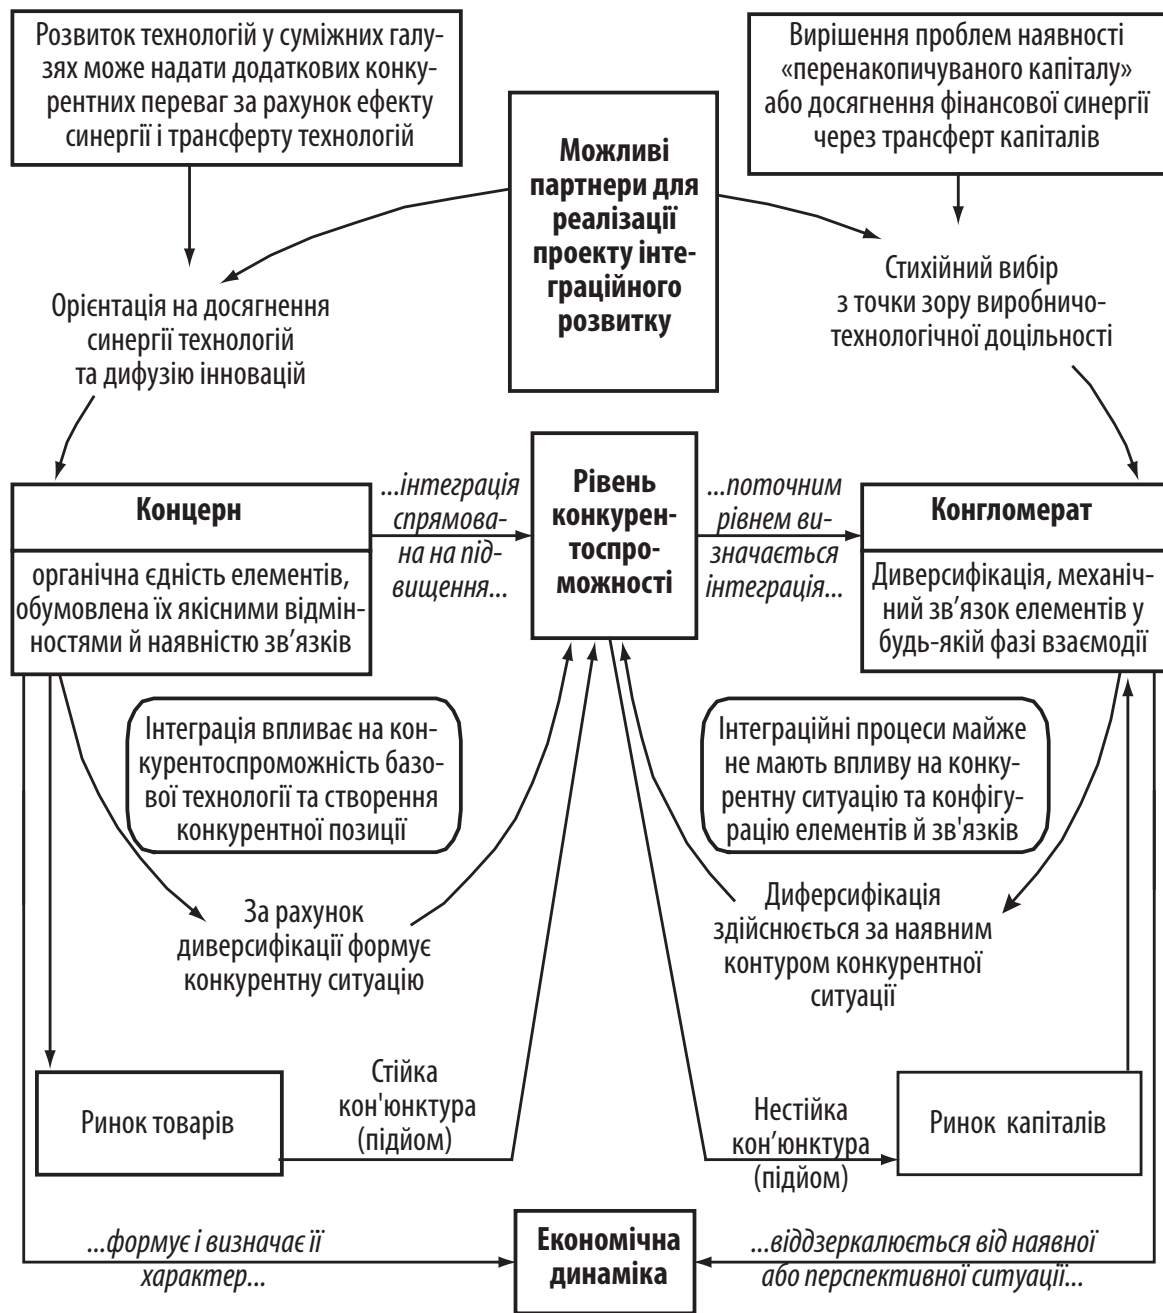 Розвиток технологій у суміжних галу-
зях може надати додаткових конку-
рентних переваг за рахунок ефекту
синергії і трансферту технологій
Вирішення проблем наявності
«перенакопичуваного капіталу»
або досягнення фінансової синергії
через трансферт капіталів
Можливі
партнери для
реалізації
проекту інте-
граційного
розвитку
Орієнтація на досягнення
синергії технологій
та дифузію інновацій
Стихійний вибір
з точки зору виробничо-
технологічної доцільності
Концерн
органічна єдність елементів,
обумовлена їх якісними відмін-
ностями й наявністю зв’язків
...інтеграція
спрямова-
на на під-
вищення...
Рівень
конкурен-
тоспро-
можності
...поточним
рівнем ви-
значається
інтеграція...
Конгломерат
Диверсифікація, механіч-
ний зв’язок елементів у
будь-якій фазі взаємодії
Інтеграція впливає на кон-
курентоспроможність базо-
вої технології та створення
конкурентної позиції
Інтеграційні процеси майже
не мають впливу на конку-
рентну ситуацію та конфігу-
рацію елементів й зв'язків
За рахунок
диверсифікації формує
конкурентну ситуацію
Диферсифікація
здійснюється за наявним
контуром конкурентної
ситуації
Ринок товарів
Стійка
кон'юнктура
(підйом)
Нестійка
кон’юнктура
(підйом)
Ринок капіталів
...формує і визначає її
характер...
Економічна
динаміка
...віддзеркалюється від наявної
або перспективної ситуації...